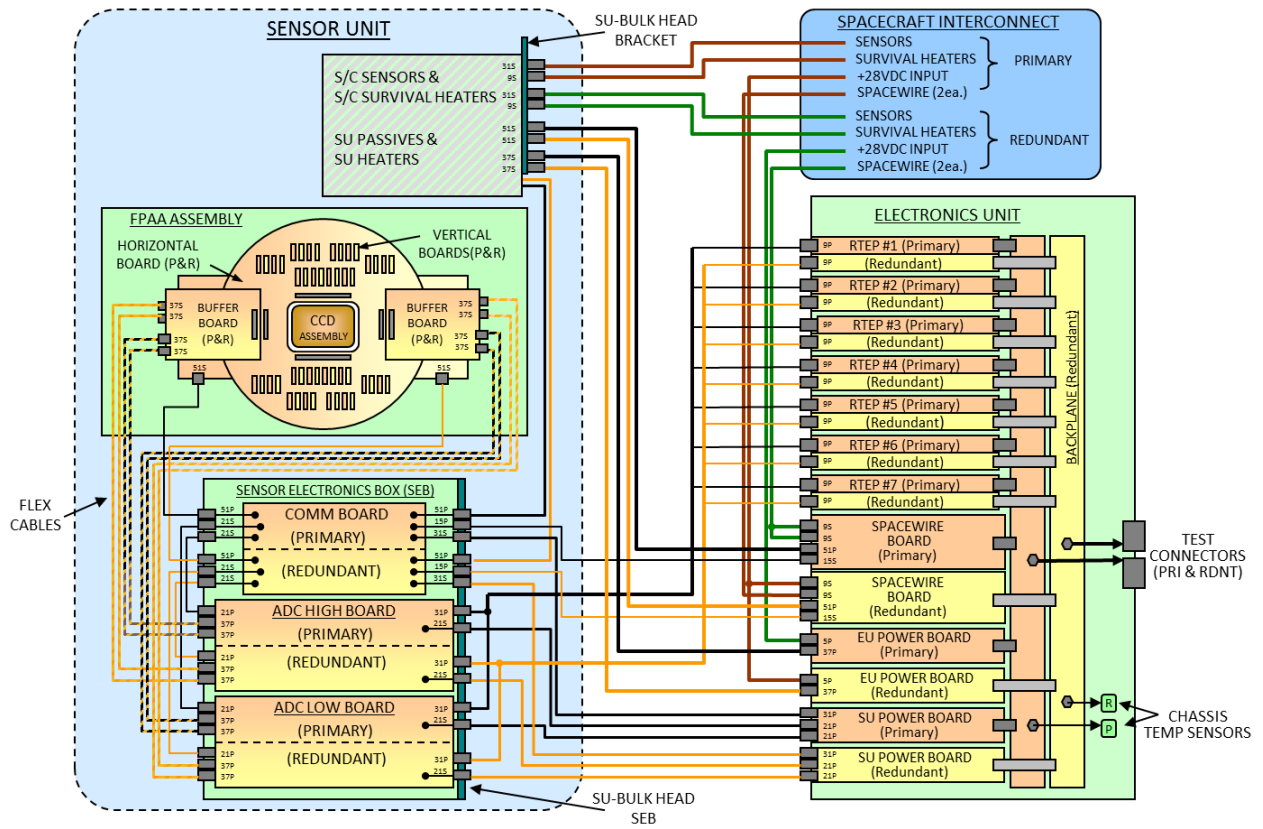 SENSOR UNIT
SU-BULK HEAD
BRACKET
S/C SENSORS &
S/C SURVIVAL HEATERS
SU PASSIVES &
SU HEATERS
31S
9S
31S
9S
51S
51S
37S
37S
SPACECRAFT INTERCONNECT
SENSORS
SURVIVAL HEATERS
+28VDC INPUT
SPACEWIRE (2ea.)
PRIMARY
SENSORS
SURVIVAL HEATERS
+28VDC INPUT
SPACEWIRE (2ea.)
REDUNDANT
FPAA ASSEMBLY
HORIZONTAL
BOARD (P&R)
VERTICAL
BOARDS(P&R)
BUFFER
BOARD
(P&R)
37S
37S
37S
37S
51S
CCD
ASSEMBLY
BUFFER
BOARD
(P&R)
37S
37S
37S
37S
51S
FLEX
CABLES
SENSOR ELECTRONICS BOX (SEB)
COMM BOARD
(PRIMARY)
(REDUNDANT)
51P
21S
21S
51P
21S
21S
51P
15P
31S
51P
15P
31S
ADC HIGH BOARD
(PRIMARY)
(REDUNDANT)
21P
37P
37P
21P
37P
37P
31P
21S
31P
21S
ADC LOW BOARD
(PRIMARY)
(REDUNDANT)
21P
37P
37P
21P
37P
37P
31P
21S
31P
21S
SU-BULK HEAD
SEB
ELECTRONICS UNIT
9P RTEP #1 (Primary)
9P (Redundant)
9P RTEP #2 (Primary)
9P (Redundant)
9P RTEP #3 (Primary)
9P (Redundant)
9P RTEP #4 (Primary)
9P (Redundant)
9P RTEP #5 (Primary)
9P (Redundant)
9P RTEP #6 (Primary)
9P (Redundant)
9P RTEP #7 (Primary)
9P (Redundant)
9S
9S
51P
15S
SPACEWIRE
BOARD
(Primary)
9S
9S
51P
15S
SPACEWIRE
BOARD
(Redundant)
5P
37P
EU POWER BOARD
(Primary)
5P
37P
EU POWER BOARD
(Redundant)
31P
21P
21P
SU POWER BOARD
(Primary)
31P
21P
21P
SU POWER BOARD
(Redundant)
BACKPLANE (Redundant)
TEST
CONNECTORS
(PRI & RDNT)
R
P
CHASSIS
TEMP SENSORS